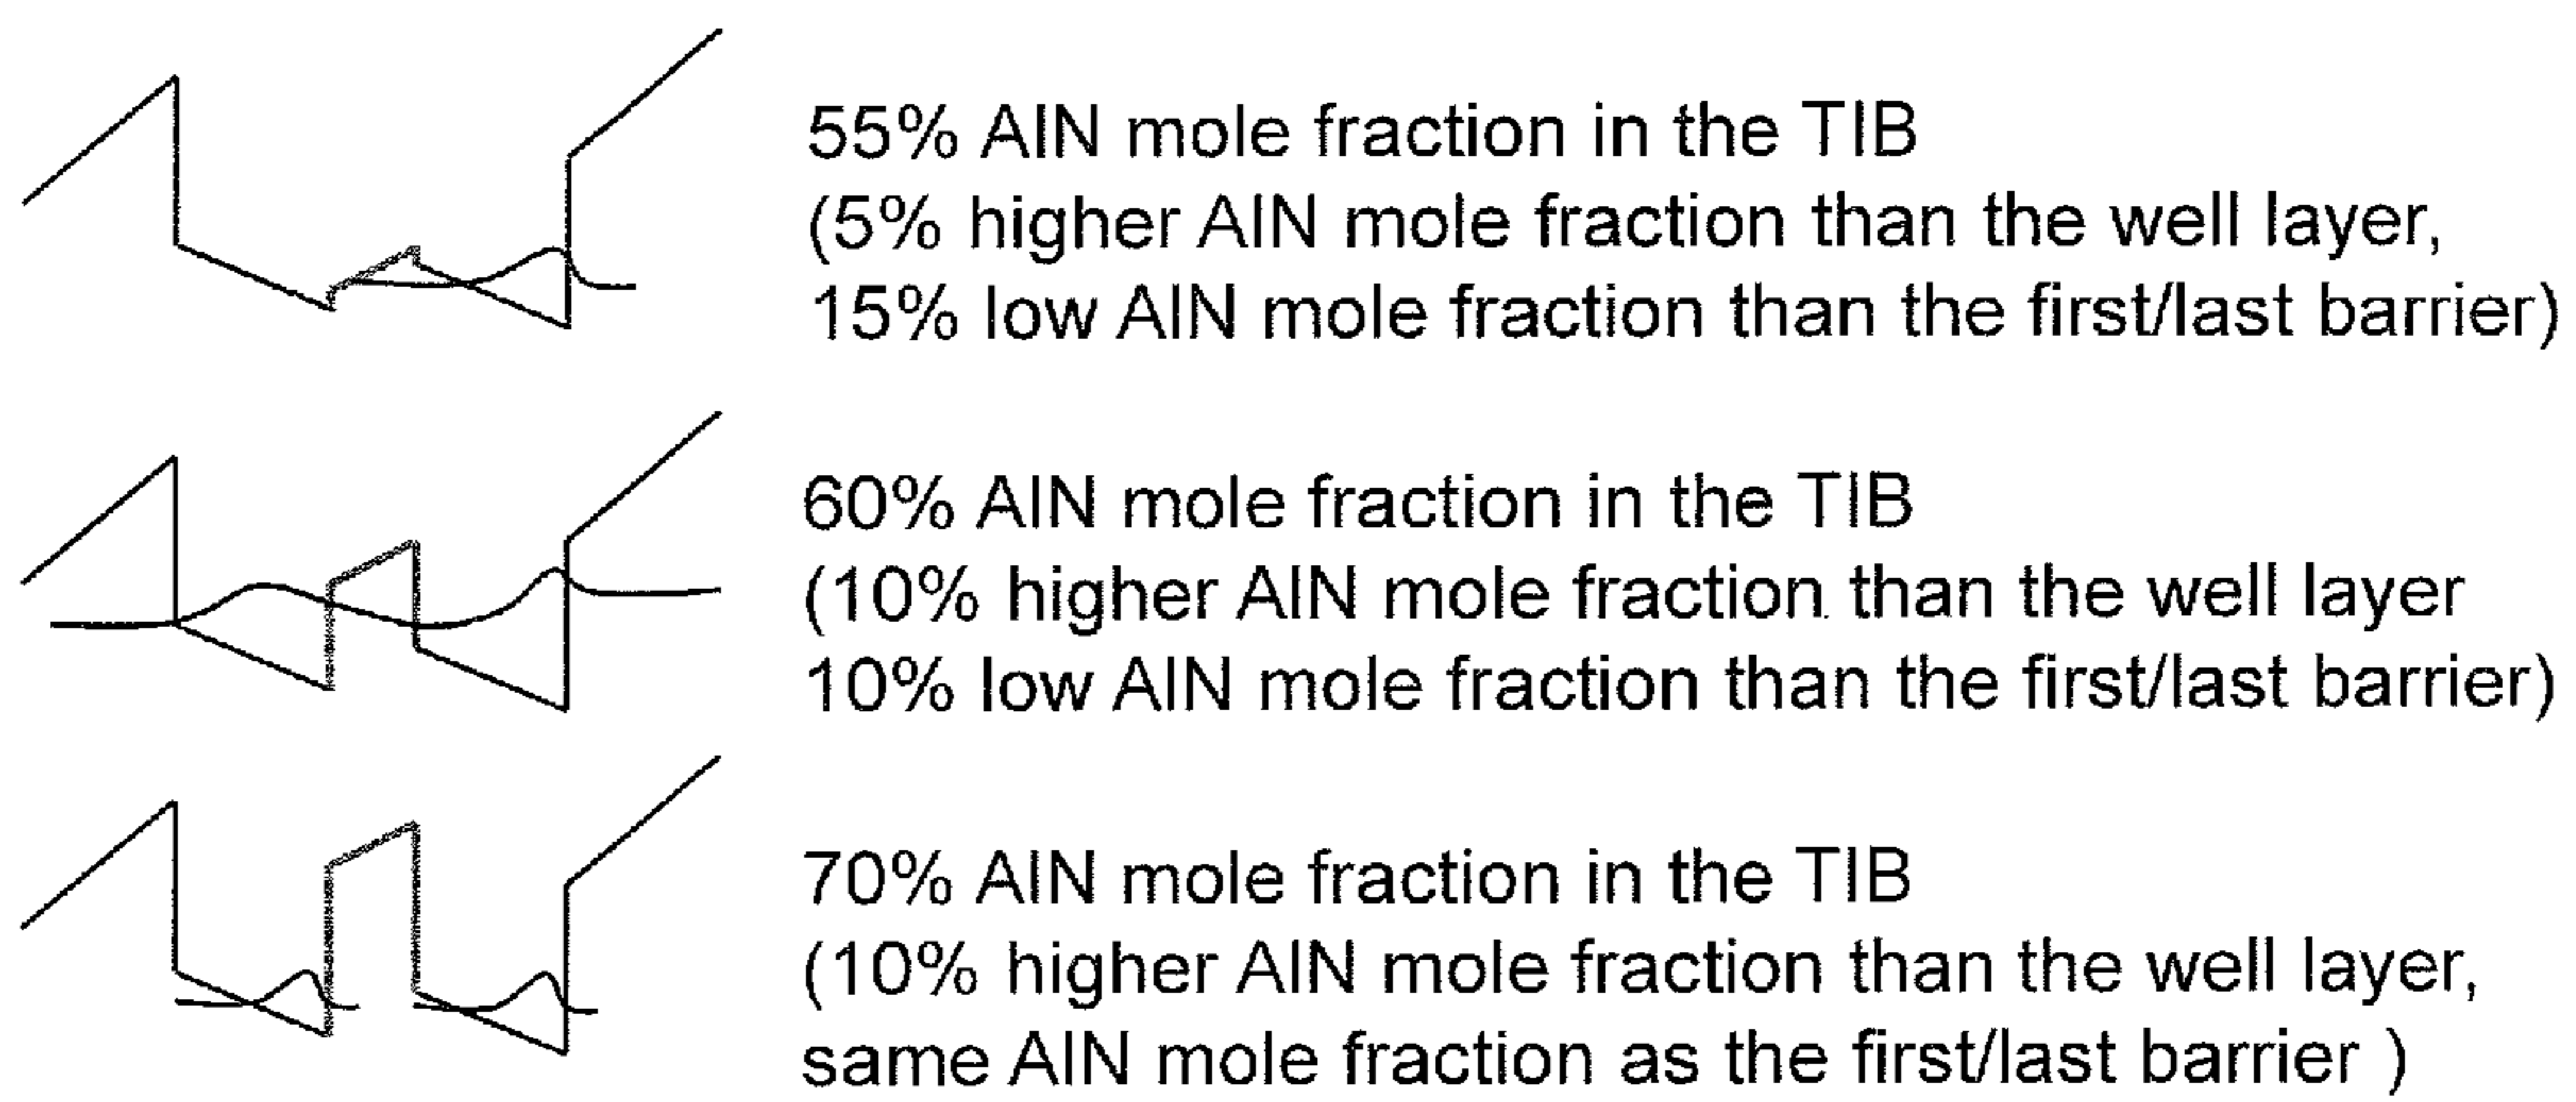 55% AlN mole fraction in the TIB
(5% higher AlN mole fraction than the well layer,
15% low AlN mole fraction than the first/last barrier)
60% AlN mole fraction in the TIB
(10% higher AlN mole fraction than the well layer
10% low AlN mole fraction than the first/last barrier)
70% AlN mole fraction in the TIB
(10% higher AlN mole fraction than the well layer,
same AlN mole fraction as the first/last barrier )